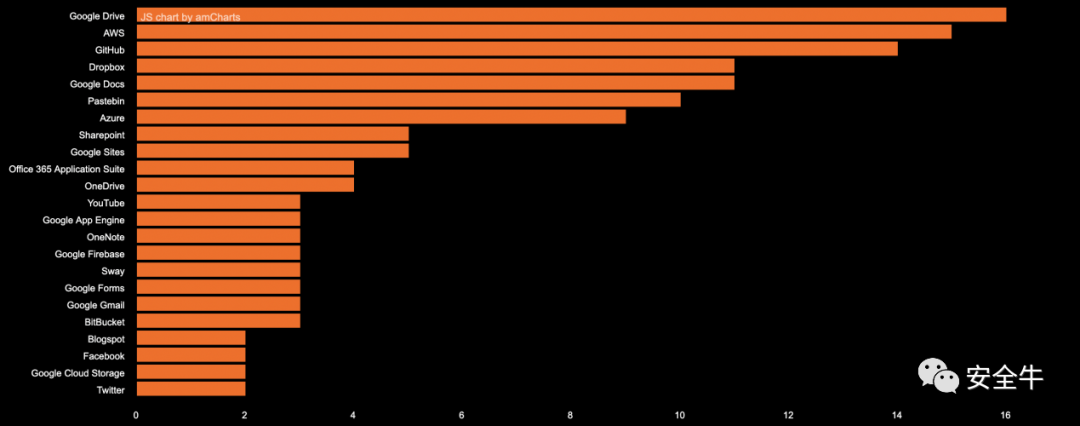 Google Drive
JS chart by amCharts
AWS
GitHub
Dropbox
Google Docs
Pastebin
Azure
Sharepoint
Google Sites
Office 365 Application Suite
OneDrive
YouTube
Google App Engine
OneNote
Google Firebase
Sway
Google Forms
Google Gmail
BitBucket
Blogspot
Facebook
Google Cloud Storage
Twitter
安全牛
0 2 4 6 8 10 12 14 16